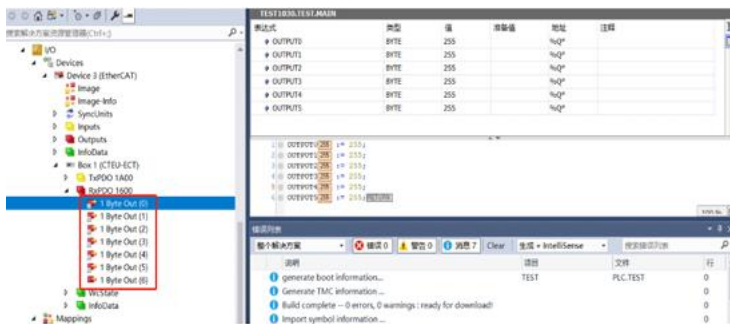 TEST1030.TEST.MAIN
搜索解决方案资源管理器(Ctrl+;)
表达式 类型 值 准备值 地址 注释
OUTPUT0 BYTE 255 %Q*
OUTPUT1 BYTE 255 %Q*
OUTPUT2 BYTE 255 %Q*
OUTPUT3 BYTE 255 %Q*
OUTPUT4 BYTE 255 %Q*
OUTPUT5 BYTE 255 %Q*
I/O
Devices
Device 3 (EtherCAT)
Image
Image-Info
SyncUnits
Inputs
Outputs
InfoData
Box 1 (CTEU-ECT)
TxPDO 1A00
RxPDO 1600
1 Byte Out (0)
1 Byte Out (1)
1 Byte Out (2)
1 Byte Out (3)
1 Byte Out (4)
1 Byte Out (5)
1 Byte Out (6)
WcState
InfoData
Mappings
1 OUTPUT0 255 := 255;
2 OUTPUT1 255 := 255;
3 OUTPUT2 255 := 255;
4 OUTPUT3 255 := 255;
5 OUTPUT4 255 := 255;
6 OUTPUT5 255 := 255; RETURN
100 %
错误列表
整个解决方案 错误 0 警告 0 消息 7 Clear 生成 + IntelliSense 搜索错误列表
说明 项目 文件 行
generate boot information... TEST PLC.TEST 0
Generate TMC information ... 0
Build complete -- 0 errors, 0 warnings : ready for download! 0
Import symbol information ... 0